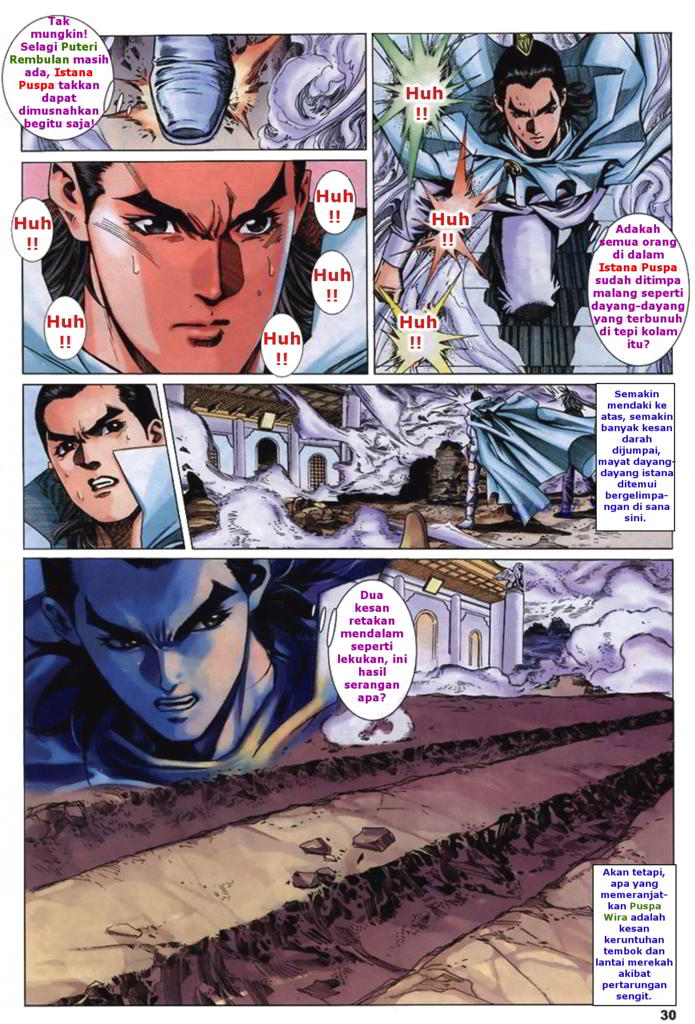 Tak
mungkin!
Selagi Puteri
Rembulan masih
ada, Istana
Puspa takkan
dapat
dimusnahkan
begitu saja!
Huh
!!
Huh
!!
Huh
!!
Adakah
semua orang
di dalam
Istana Puspa
sudah ditimpa
malang seperti
dayang-dayang
yang terbunuh
di tepi kolam
itu?
Huh
!!
Huh
!!
Huh
!!
Huh
!!
Huh
!!
Semakin
mendaki ke
atas, semakin
banyak kesan
darah
dijumpai,
mayat dayang-
dayang istana
ditemui
bergelimpa-
ngan di sana
sini.
Dua
kesan
retakan
mendalam
seperti
lekukan, ini
hasil
serangan
apa?
Akan tetapi,
apa yang
memeranjat-
kan Puspa
Wira adalah
kesan
keruntuhan
tembok dan
lantai merekah
akibat
pertarungan
sengit.
30